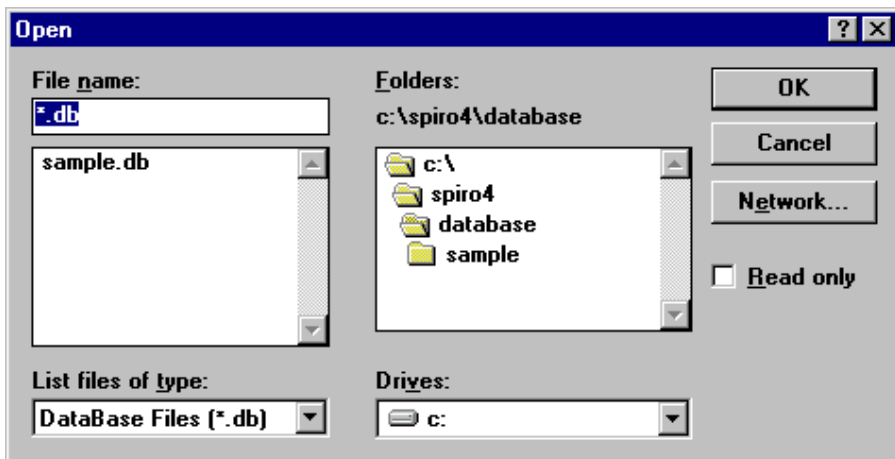 Open
File name:
*.db
sample.db
List files of type:
DataBase Files (*.db)
Folders:
c:\spiro4\database
c:\
spiro4
database
sample
Drives:
c:
OK
Cancel
Network...
Read only